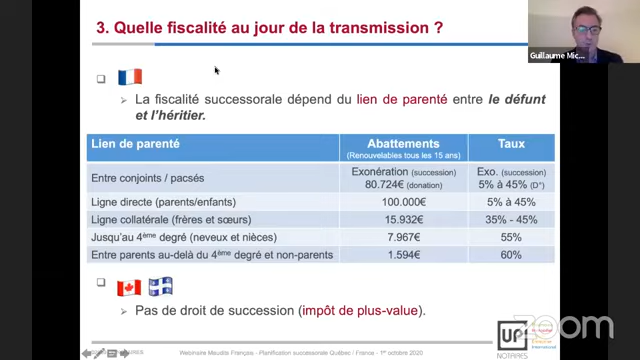 3. Quelle fiscalité au jour de la transmission ?
Guillaume Mic...
La fiscalité successorale dépend du lien de parenté entre le défunt
et l'héritier.
Lien de parenté Abattements Taux
(Renouvelables tous les 15 ans)
Entre conjoints / pacsés Exonération (succession) Exo. (succession)
80.724€ (donation) 5% à 45% (D°)
Ligne directe (parents/enfants) 100.000€ 5% à 45%
Ligne collatérale (frères et sœurs) 15.932€ 35% - 45%
Jusqu'au 4ème degré (neveux et nièces) 7.967€ 55%
Entre parents au-delà du 4ème degré et non-parents 1.594€ 60%
Pas de droit de succession (impôt de plus-value).
zoom
UP
NOTAIRES
Webinaire Meusite Français - Planification successorale Québec / France - 1er octobre 2020